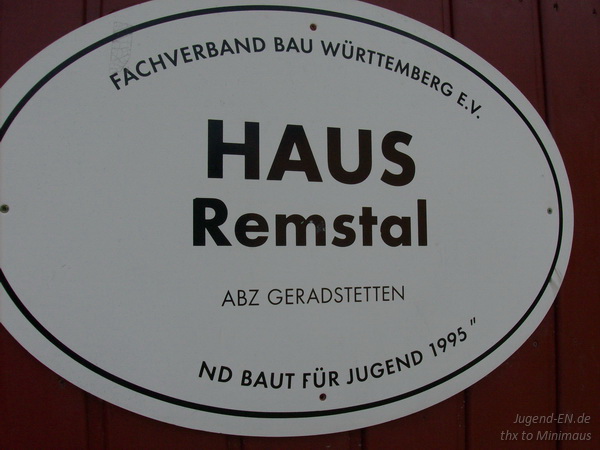 FACHVERBAND BAU WÜRTTEMBERG E.V.
HAUS
Remstal
ABZ GERADSTETTEN
ND BAUT FÜR JUGEND 1995 "
Jugend-EN.de
thx to Minimaus